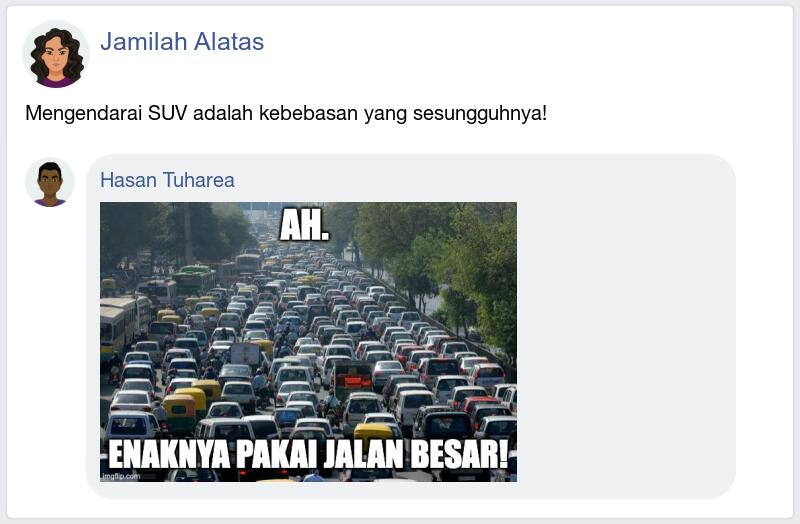 Jamilah Alatas
Mengendarai SUV adalah kebebasan yang sesungguhnya!
Hasan Tuharea
AH.
ENAKNYA PAKAI JALAN BESAR!
imgflip.com